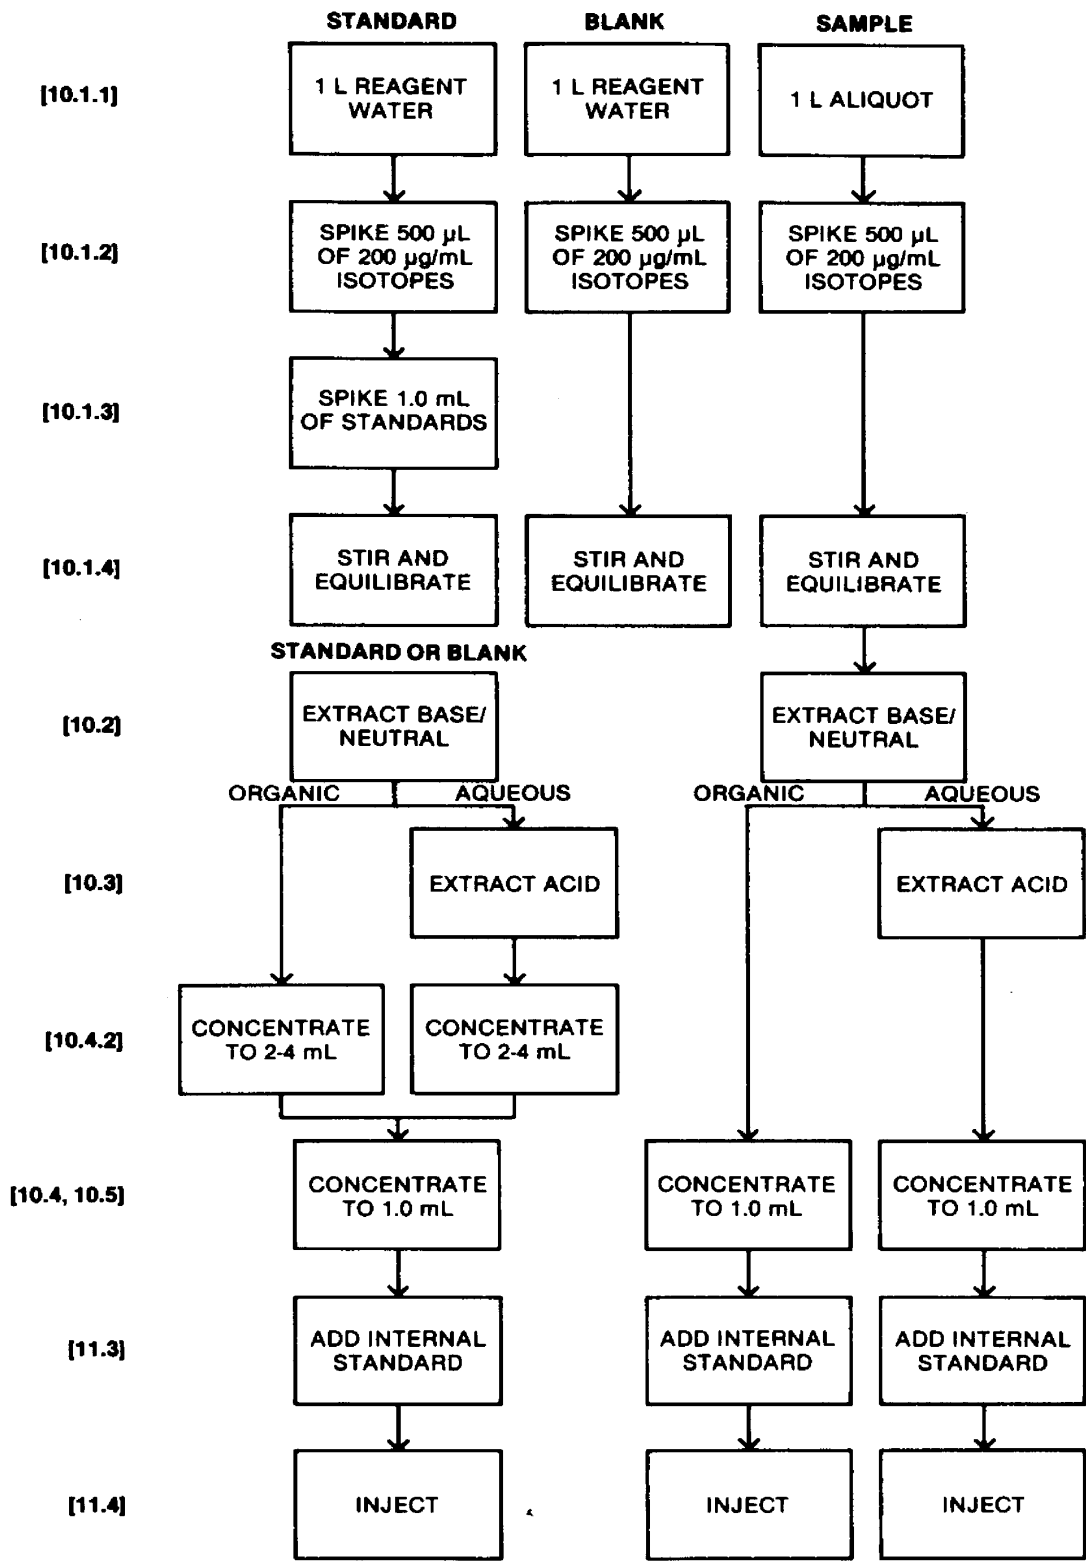 STANDARD BLANK SAMPLE
[10.1.1]
1 L REAGENT
WATER
1 L REAGENT
WATER
1 L ALIQUOT
[10.1.2]
SPIKE 500 µL
OF 200 µg/mL
ISOTOPES
SPIKE 500 µL
OF 200 µg/mL
ISOTOPES
SPIKE 500 µL
OF 200 µg/mL
ISOTOPES
[10.1.3]
SPIKE 1.0 mL
OF STANDARDS
[10.1.4]
STIR AND
EQUILIBRATE
STIR AND
EQUILIBRATE
STIR AND
EQUILIBRATE
STANDARD OR BLANK
[10.2]
EXTRACT BASE/
NEUTRAL
EXTRACT BASE/
NEUTRAL
ORGANIC AQUEOUS ORGANIC AQUEOUS
[10.3]
EXTRACT ACID
EXTRACT ACID
[10.4.2]
CONCENTRATE
TO 2-4 mL
CONCENTRATE
TO 2-4 mL
[10.4, 10.5]
CONCENTRATE
TO 1.0 mL
CONCENTRATE
TO 1.0 mL
CONCENTRATE
TO 1.0 mL
[11.3]
ADD INTERNAL
STANDARD
ADD INTERNAL
STANDARD
ADD INTERNAL
STANDARD
[11.4]
INJECT
INJECT
INJECT